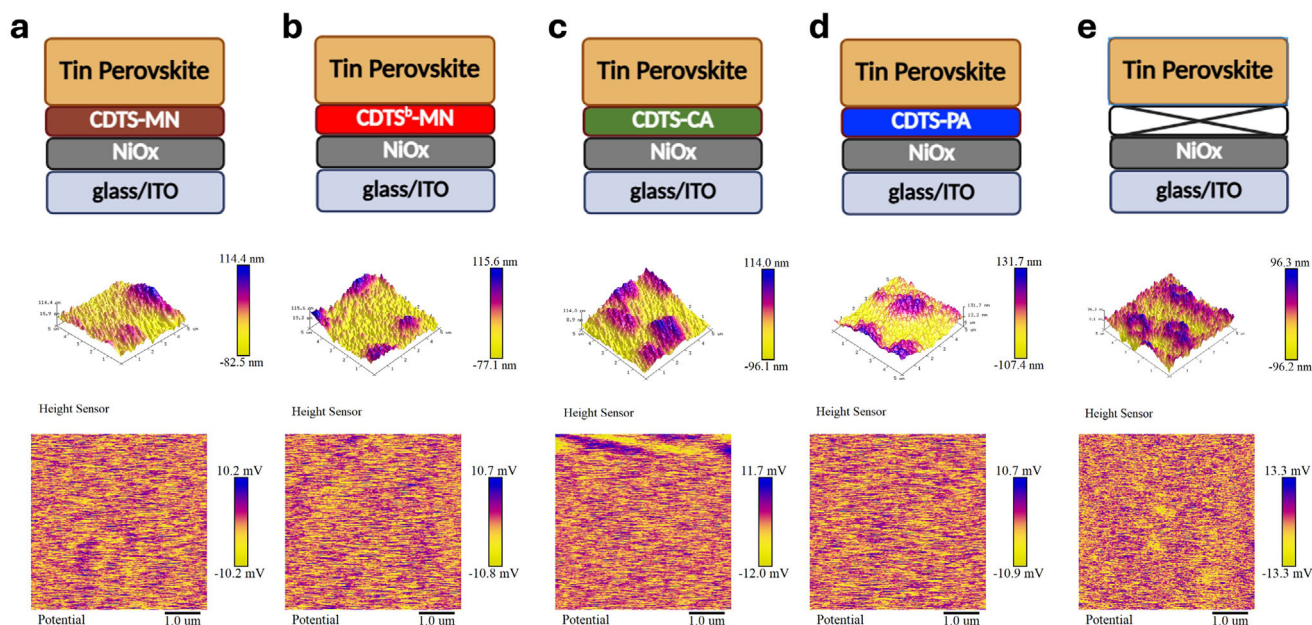 a
b
c
d
e
Tin Perovskite
Tin Perovskite
Tin Perovskite
Tin Perovskite
Tin Perovskite
CDTS-MN
CDTSᵇ-MN
CDTS-CA
CDTS-PA
NiOx
NiOx
NiOx
NiOx
NiOx
glass/ITO
glass/ITO
glass/ITO
glass/ITO
glass/ITO
114.4 nm
-82.5 nm
115.6 nm
-77.1 nm
114.0 nm
-96.1 nm
131.7 nm
-107.4 nm
96.3 nm
-96.2 nm
Height Sensor
Height Sensor
Height Sensor
Height Sensor
Height Sensor
10.2 mV
-10.2 mV
10.7 mV
-10.8 mV
11.7 mV
-12.0 mV
10.7 mV
-10.9 mV
13.3 mV
-13.3 mV
Potential
1.0 um
Potential
1.0 um
Potential
1.0 um
Potential
1.0 um
Potential
1.0 um